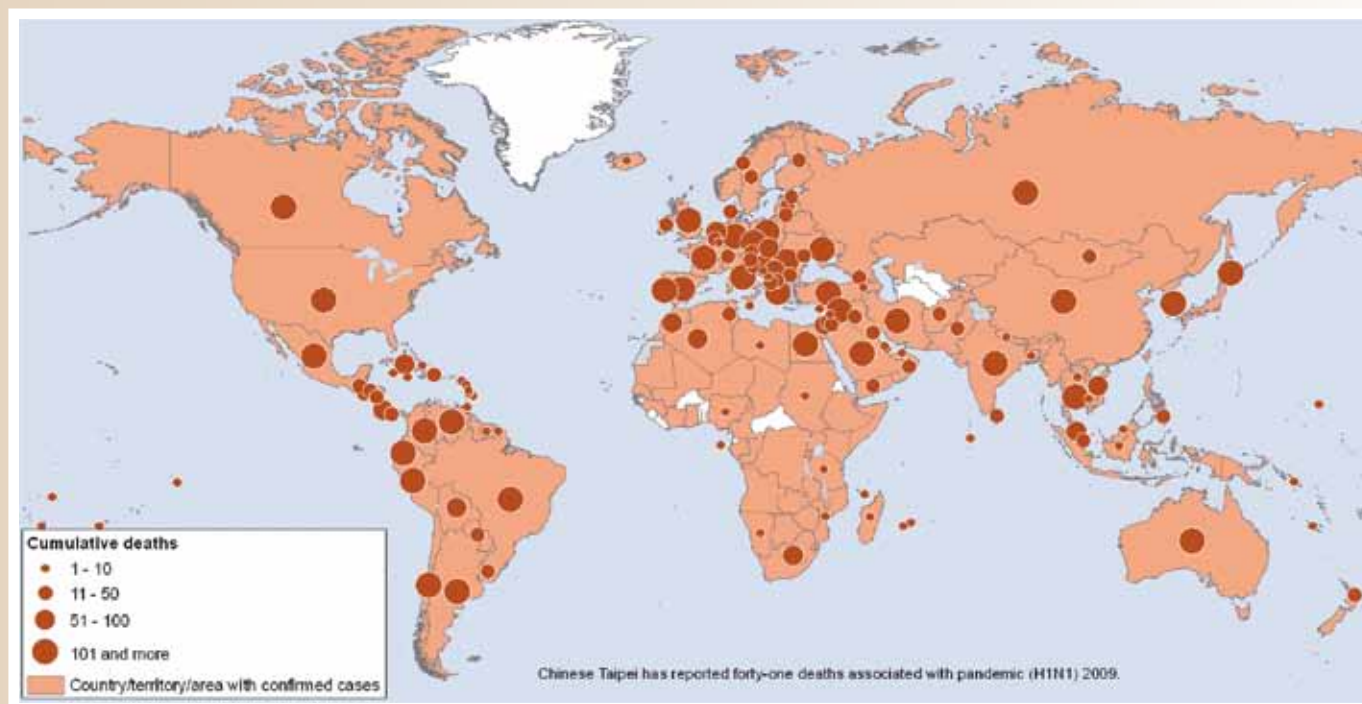 Cumulative deaths
1 - 10
11 - 50
51 - 100
101 and more
Country/territory/area with confirmed cases
Chinese Taipei has reported forty-one deaths associated with pandemic (H1N1) 2009.